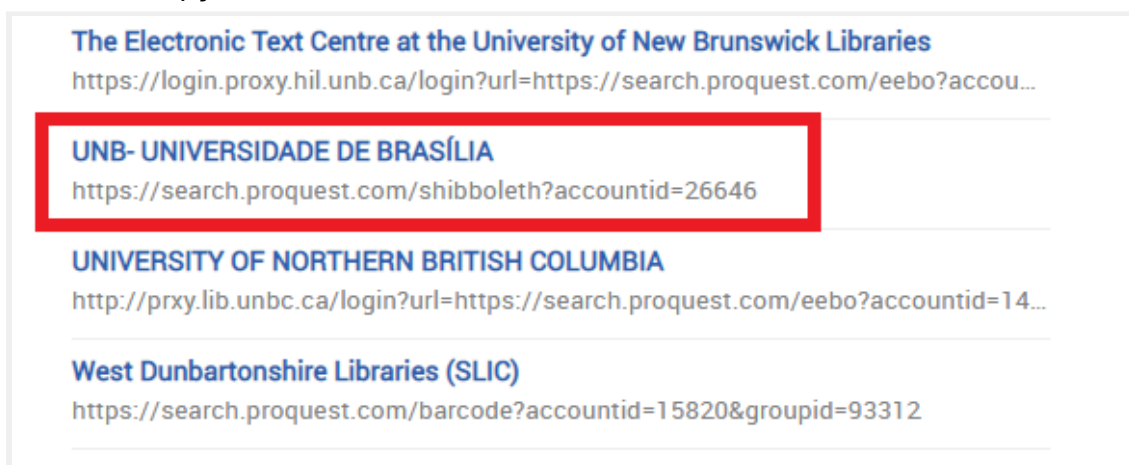 The Electronic Text Centre at the University of New Brunswick Libraries
https://login.proxy.hil.unb.ca/login?url=https://search.proquest.com/eebo?accou...
UNB- UNIVERSIDADE DE BRASÍLIA
https://search.proquest.com/shibboleth?accountid=26646
UNIVERSITY OF NORTHERN BRITISH COLUMBIA
http://prxy.lib.unbc.ca/login?url=https://search.proquest.com/eebo?accountid=14...
West Dunbartonshire Libraries (SLIC)
https://search.proquest.com/barcode?accountid=15820&groupid=93312